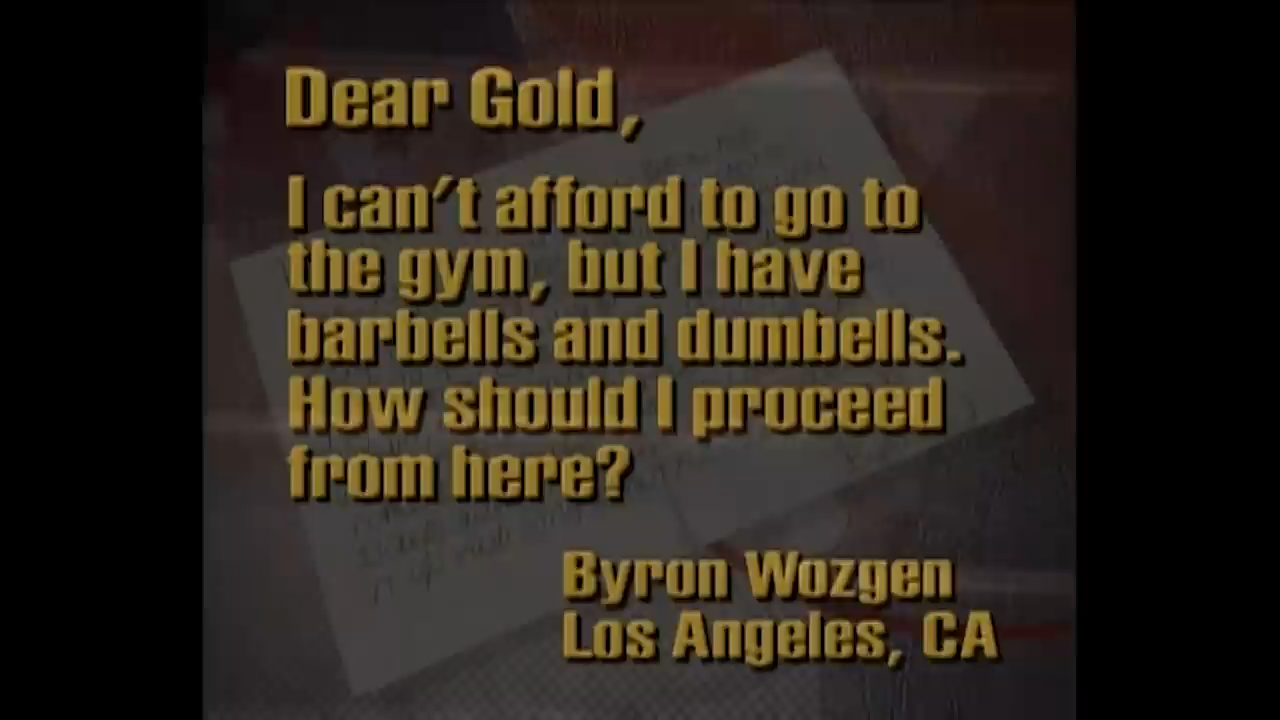 Dear Gold,
I can't afford to go to
the gym, but I have
barbells and dumbells.
How should I proceed
from here?
Byron Wozgen
Los Angeles, CA